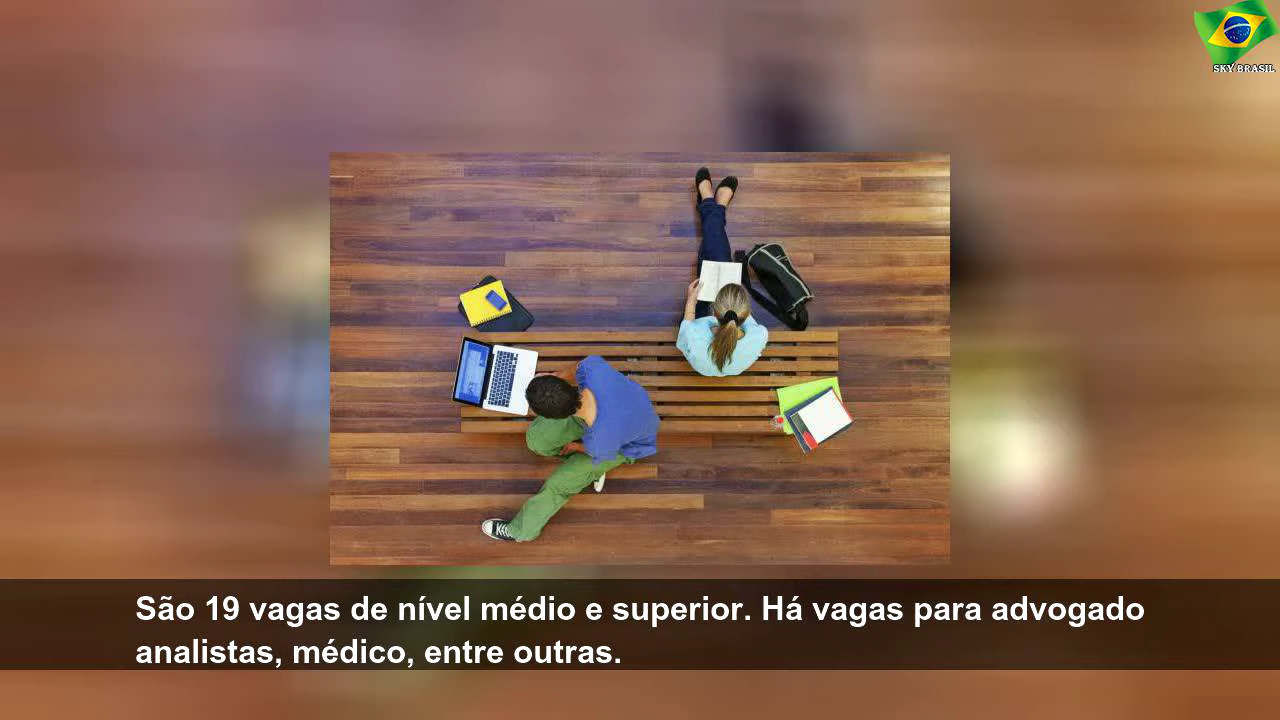 SKY BRASIL
São 19 vagas de nível médio e superior. Há vagas para advogado
analistas, médico, entre outras.